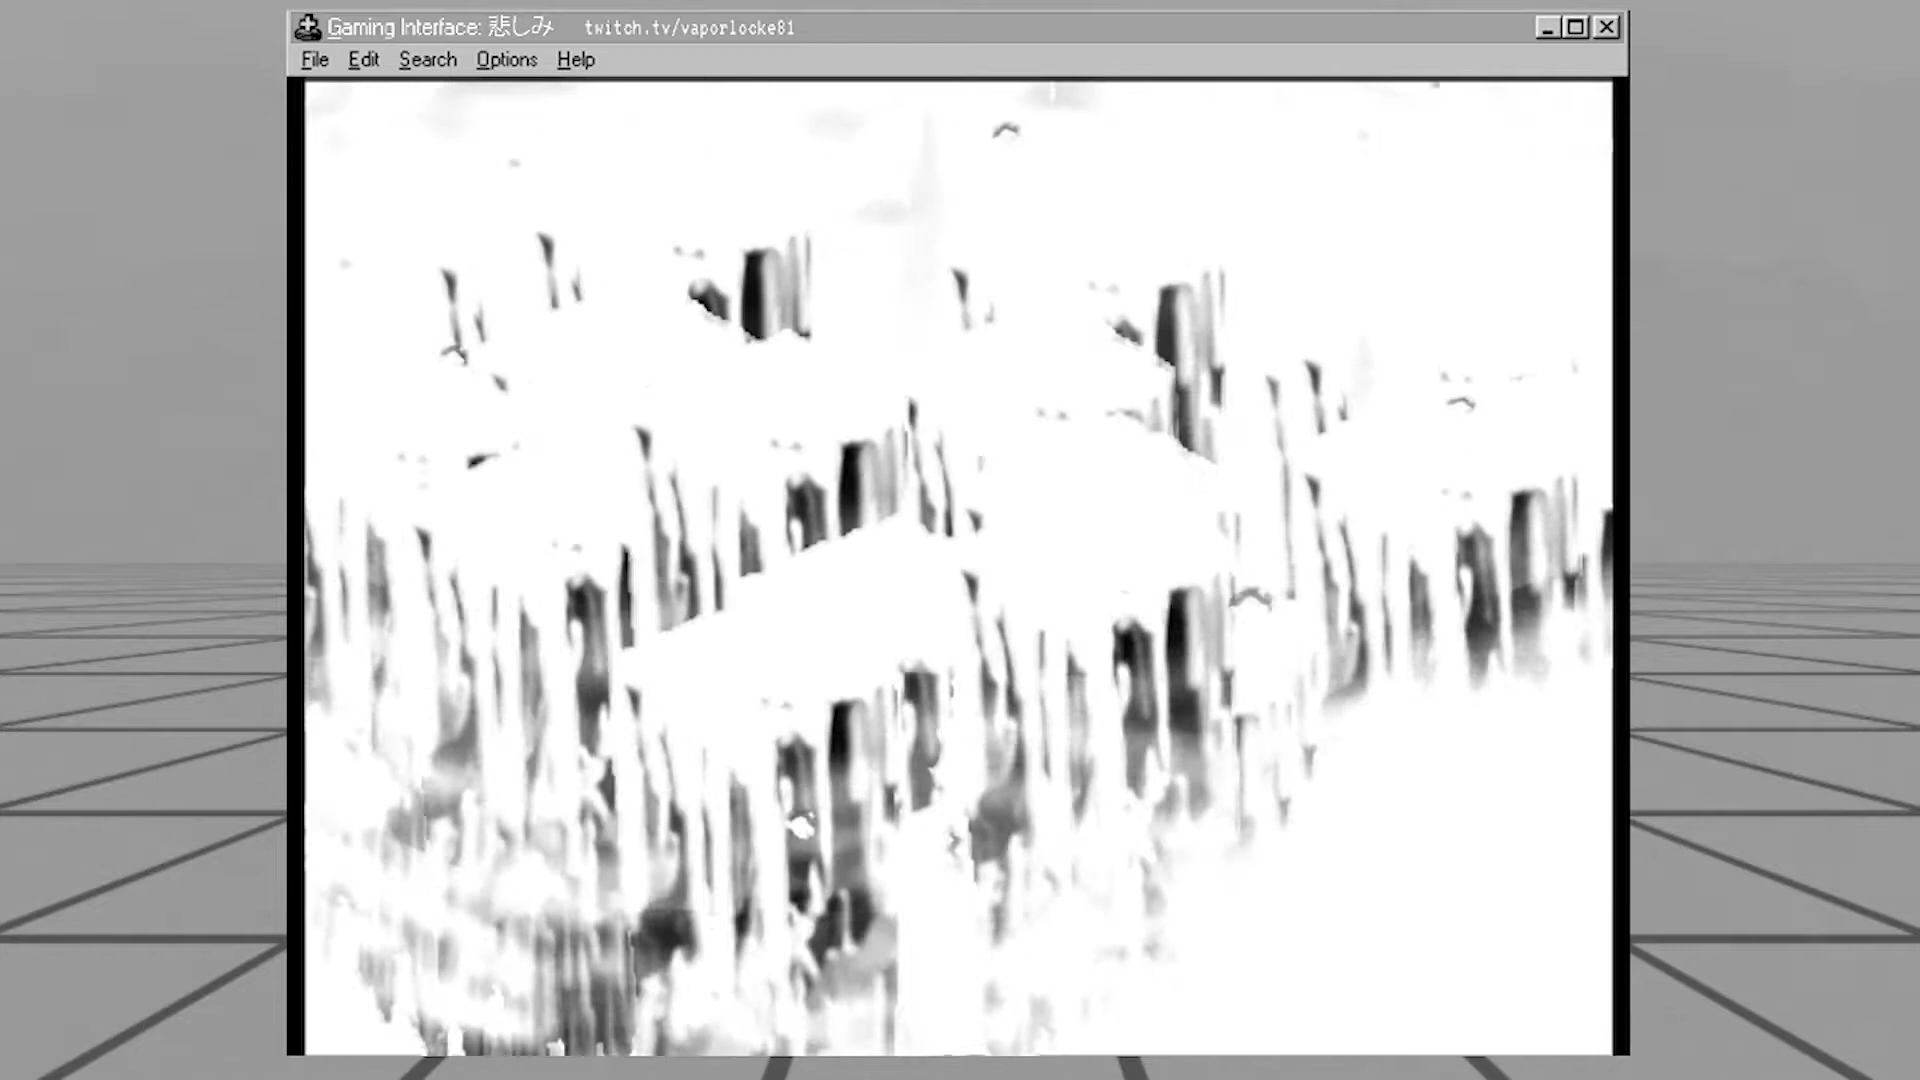 Gaming Interface: 悲しみ twitch.tv/vaporlocke81
File Edit Search Options Help